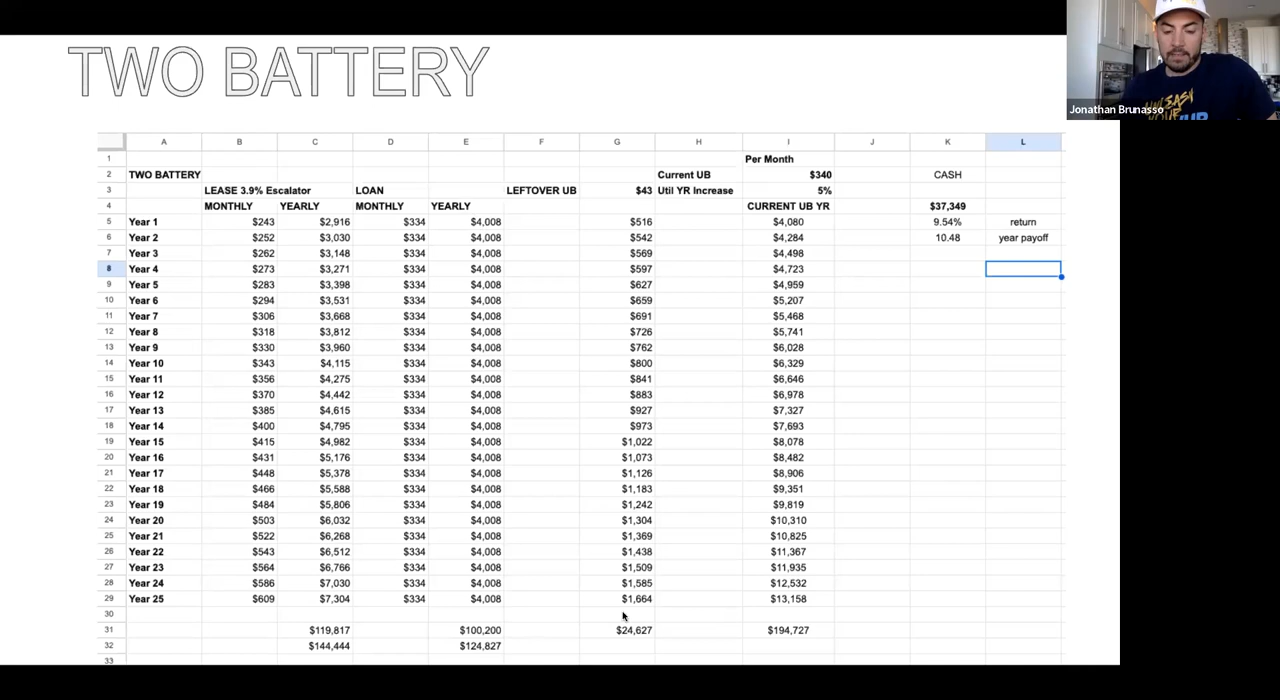 TWO BATTERY
Jonathan Brunasso
A B C D E F G H I J K L
1 Per Month
2 TWO BATTERY Current UB $340 CASH
3 LEASE 3.9% Escalator LOAN LEFTOVER UB $43 Util YR Increase 5%
4 MONTHLY YEARLY MONTHLY YEARLY CURRENT UB YR $37,349
5 Year 1 $243 $2,916 $334 $4,008 $516 $4,080 9.54% return
6 Year 2 $252 $3,030 $334 $4,008 $542 $4,284 10.48 year payoff
7 Year 3 $262 $3,148 $334 $4,008 $569 $4,498
8 Year 4 $273 $3,271 $334 $4,008 $597 $4,723
9 Year 5 $283 $3,398 $334 $4,008 $627 $4,959
10 Year 6 $294 $3,531 $334 $4,008 $659 $5,207
11 Year 7 $306 $3,668 $334 $4,008 $691 $5,468
12 Year 8 $318 $3,812 $334 $4,008 $726 $5,741
13 Year 9 $330 $3,960 $334 $4,008 $762 $6,028
14 Year 10 $343 $4,115 $334 $4,008 $800 $6,329
15 Year 11 $356 $4,275 $334 $4,008 $841 $6,646
16 Year 12 $370 $4,442 $334 $4,008 $883 $6,978
17 Year 13 $385 $4,615 $334 $4,008 $927 $7,327
18 Year 14 $400 $4,795 $334 $4,008 $973 $7,693
19 Year 15 $415 $4,982 $334 $4,008 $1,022 $8,078
20 Year 16 $431 $5,176 $334 $4,008 $1,073 $8,482
21 Year 17 $448 $5,378 $334 $4,008 $1,126 $8,906
22 Year 18 $466 $5,588 $334 $4,008 $1,183 $9,351
23 Year 19 $484 $5,806 $334 $4,008 $1,242 $9,819
24 Year 20 $503 $6,032 $334 $4,008 $1,304 $10,310
25 Year 21 $522 $6,268 $334 $4,008 $1,369 $10,825
26 Year 22 $543 $6,512 $334 $4,008 $1,438 $11,367
27 Year 23 $564 $6,766 $334 $4,008 $1,509 $11,935
28 Year 24 $586 $7,030 $334 $4,008 $1,585 $12,532
29 Year 25 $609 $7,304 $334 $4,008 $1,664 $13,158
30
31 $119,817 $100,200 $24,627 $194,727
32 $144,444 $124,827
33